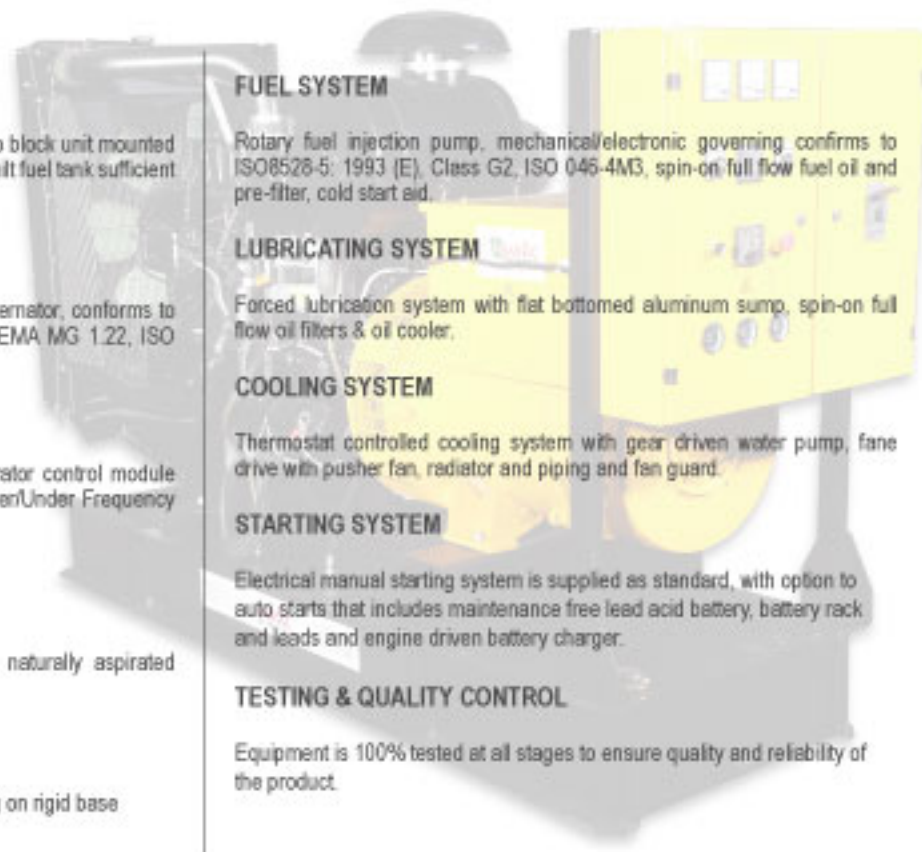 o block unit mounted
ilt fuel tank sufficient
ernator, conforms to
EMA MG 1.22, ISO
rator control module
er/Under Frequency
naturally aspirated
on rigid base
FUEL SYSTEM
Rotary fuel injection pump, mechanical/electronic governing confirms to
ISO8528-5: 1993 (E), Class G2, ISO 046-4M3, spin-on full flow fuel oil and
pre-filter, cold start aid.
LUBRICATING SYSTEM
Forced lubrication system with flat bottomed aluminum sump, spin-on full
flow oil filters & oil cooler.
COOLING SYSTEM
Thermostat controlled cooling system with gear driven water pump, fane
drive with pusher fan, radiator and piping and fan guard.
STARTING SYSTEM
Electrical manual starting system is supplied as standard, with option to
auto starts that includes maintenance free lead acid battery, battery rack
and leads and engine driven battery charger.
TESTING & QUALITY CONTROL
Equipment is 100% tested at all stages to ensure quality and reliability of
the product.